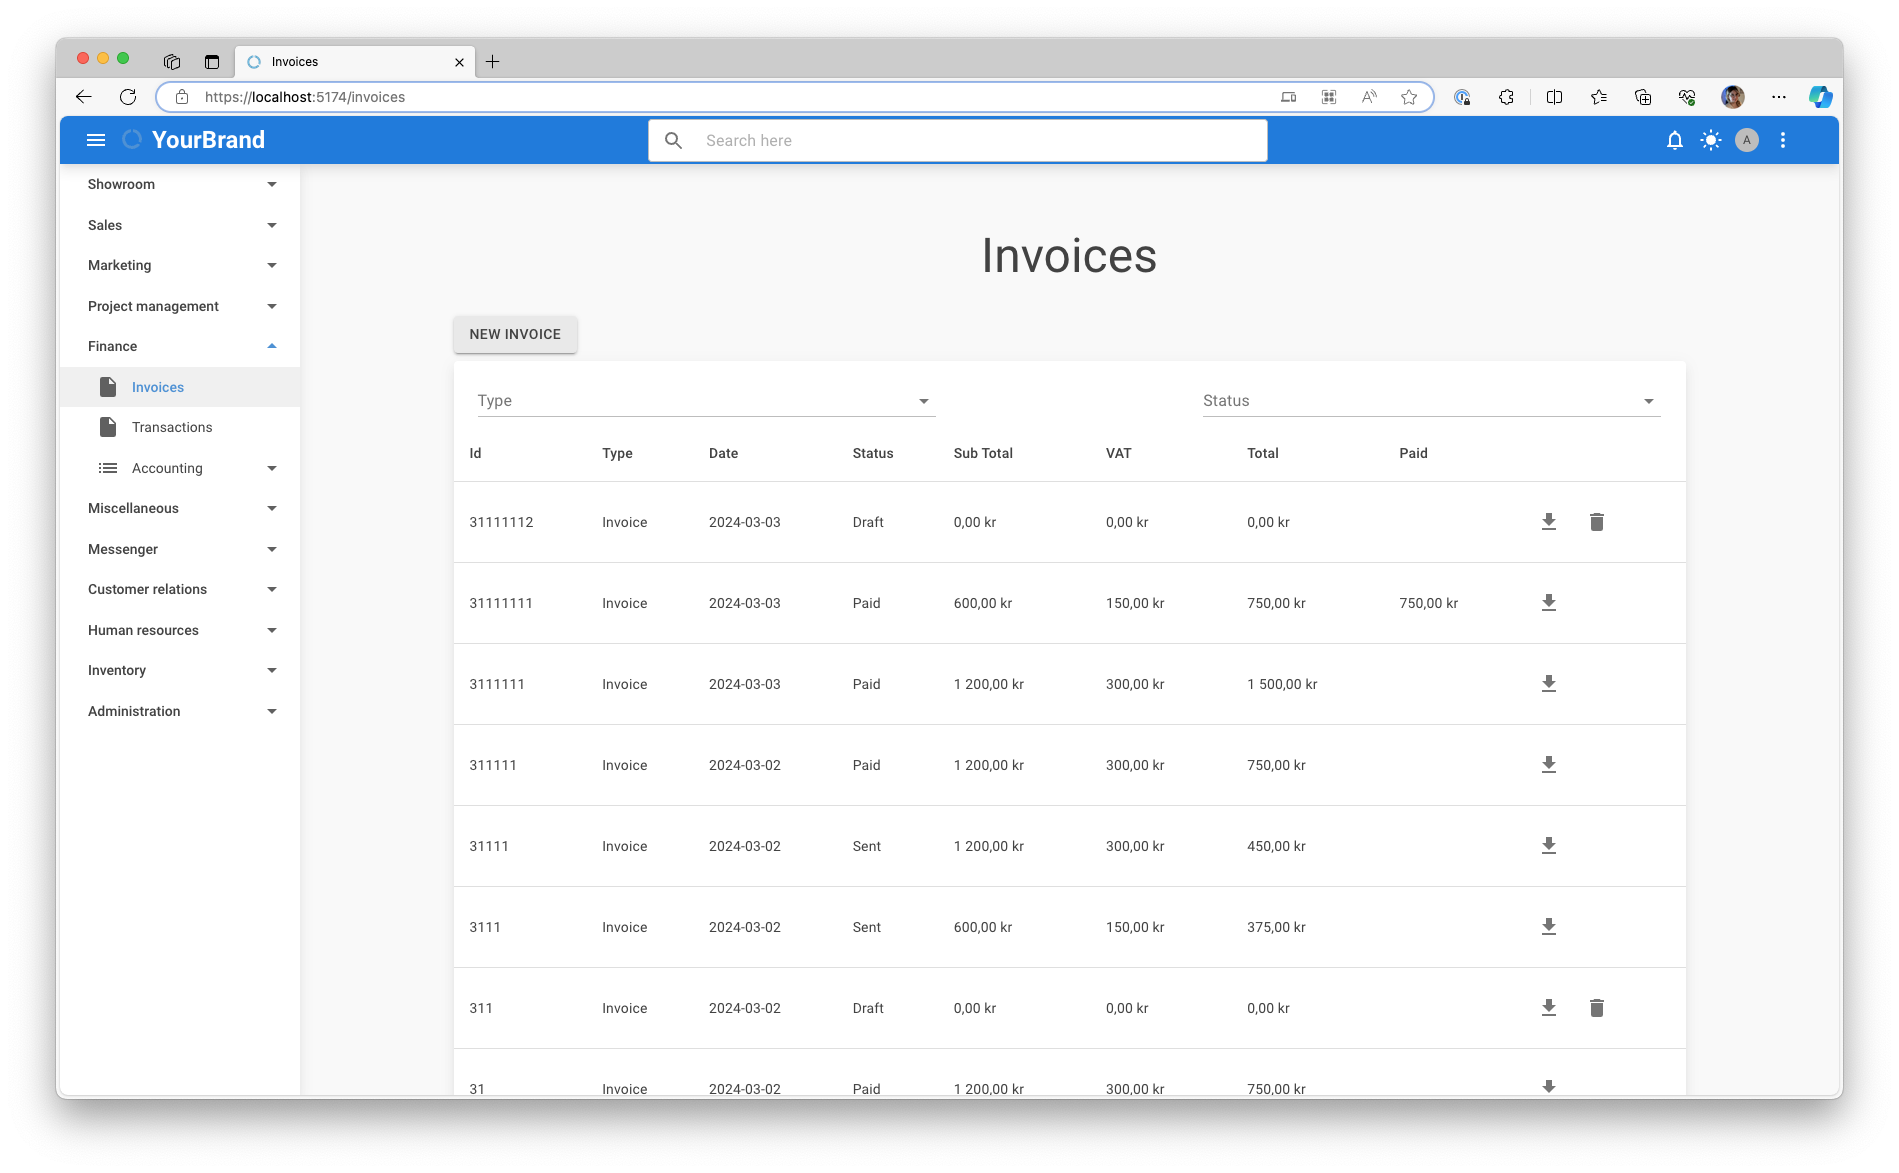 Invoices
https://localhost:5174/invoices
YourBrand
Search here
A
Showroom
Sales
Marketing
Project management
Finance
Invoices
Transactions
Accounting
Miscellaneous
Messenger
Customer relations
Human resources
Inventory
Administration
Invoices
NEW INVOICE
Type Status
Id Type Date Status Sub Total VAT Total Paid
31111112 Invoice 2024-03-03 Draft 0,00 kr 0,00 kr 0,00 kr
31111111 Invoice 2024-03-03 Paid 600,00 kr 150,00 kr 750,00 kr 750,00 kr
3111111 Invoice 2024-03-03 Paid 1 200,00 kr 300,00 kr 1 500,00 kr
311111 Invoice 2024-03-02 Paid 1 200,00 kr 300,00 kr 750,00 kr
31111 Invoice 2024-03-02 Sent 1 200,00 kr 300,00 kr 450,00 kr
3111 Invoice 2024-03-02 Sent 600,00 kr 150,00 kr 375,00 kr
311 Invoice 2024-03-02 Draft 0,00 kr 0,00 kr 0,00 kr
31 Invoice 2024-03-02 Paid 1 200,00 kr 300,00 kr 750,00 kr